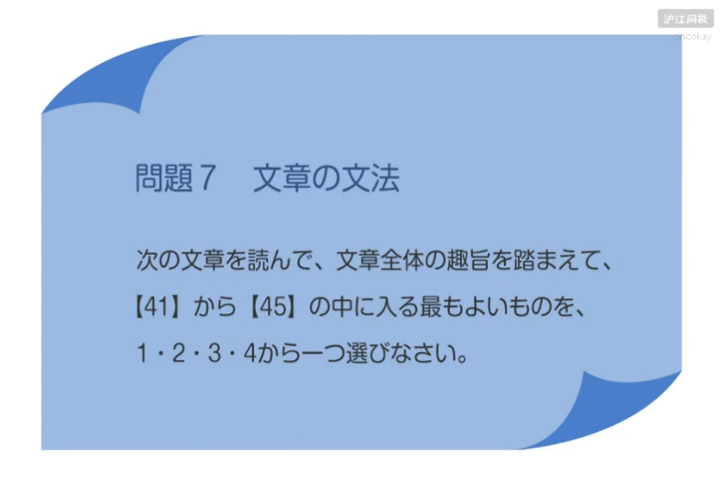 沪江网校
cincokay
問題7 文章の文法
次の文章を読んで、文章全体の趣旨を踏まえて、
【41】から【45】の中に入る最もよいものを、
1・2・3・4から一つ選びなさい。